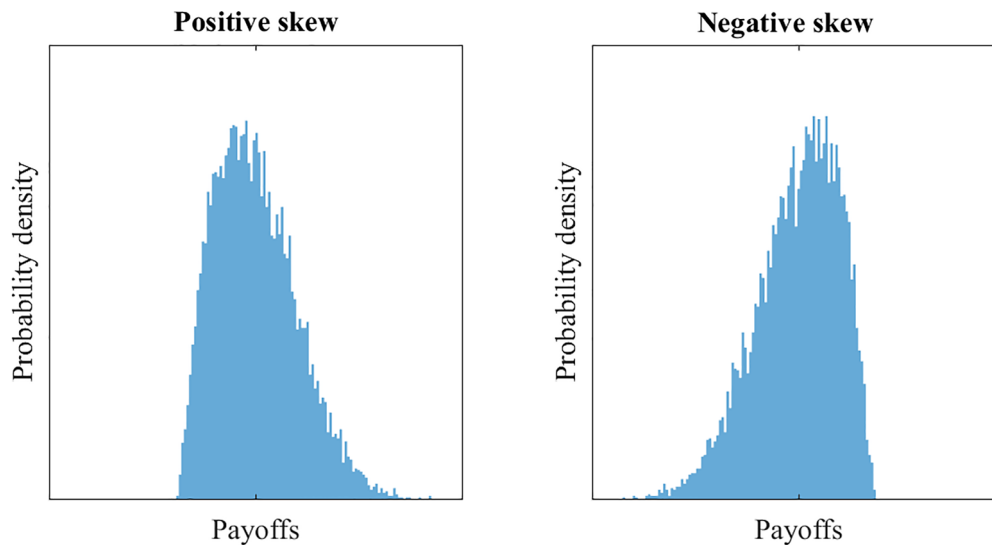 Positive skew
Probability density
Payoffs
Negative skew
Probability density
Payoffs